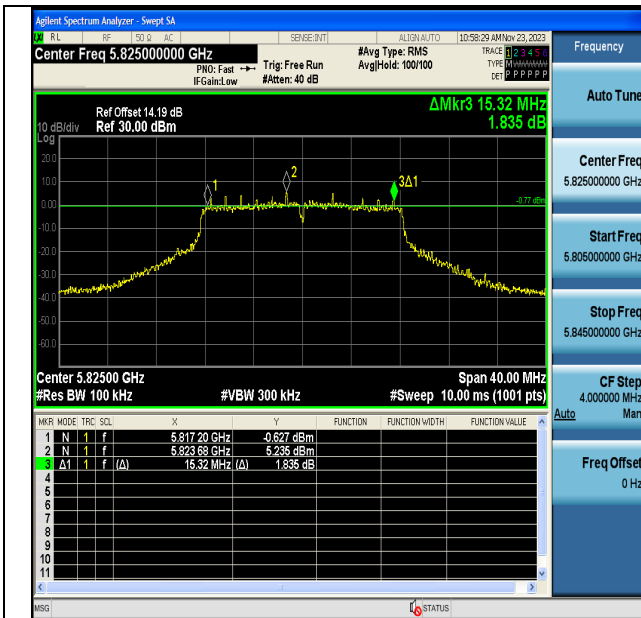 Agilent Spectrum Analyzer - Swept SA
RL RF 50 Ω AC SENSE:INT ALIGN AUTO 10:58:29 AM Nov 23, 2023
Center Freq 5.825000000 GHz
PNO: Fast
IFGain:Low
Trig: Free Run
#Atten: 40 dB
#Avg Type: RMS
Avg|Hold: 100/100
TRACE 1 2 3 4 5 6
TYPE M
DET P P P P P P
Ref Offset 14.19 dB
10 dB/div Ref 30.00 dBm
Log
ΔMkr3 15.32 MHz
1.835 dB
20.0
10.0
0.00
-10.0
-20.0
-30.0
-40.0
-50.0
-60.0
1
2
3Δ1
-0.77 dBm
Center 5.82500 GHz
Span 40.00 MHz
#Res BW 100 kHz #VBW 300 kHz #Sweep 10.00 ms (1001 pts)
MKR MODE TRC SCL X Y FUNCTION FUNCTION WIDTH FUNCTION VALUE
1 N 1 f 5.817 20 GHz -0.627 dBm
2 N 1 f 5.823 68 GHz 5.235 dBm
3 Δ1 1 f (Δ) 15.32 MHz (Δ) 1.835 dB
4
5
6
7
8
9
10
11
MSG
STATUS
Frequency
Auto Tune
Center Freq
5.825000000 GHz
Start Freq
5.805000000 GHz
Stop Freq
5.845000000 GHz
CF Step
4.000000 MHz
Auto Man
Freq Offset
0 Hz